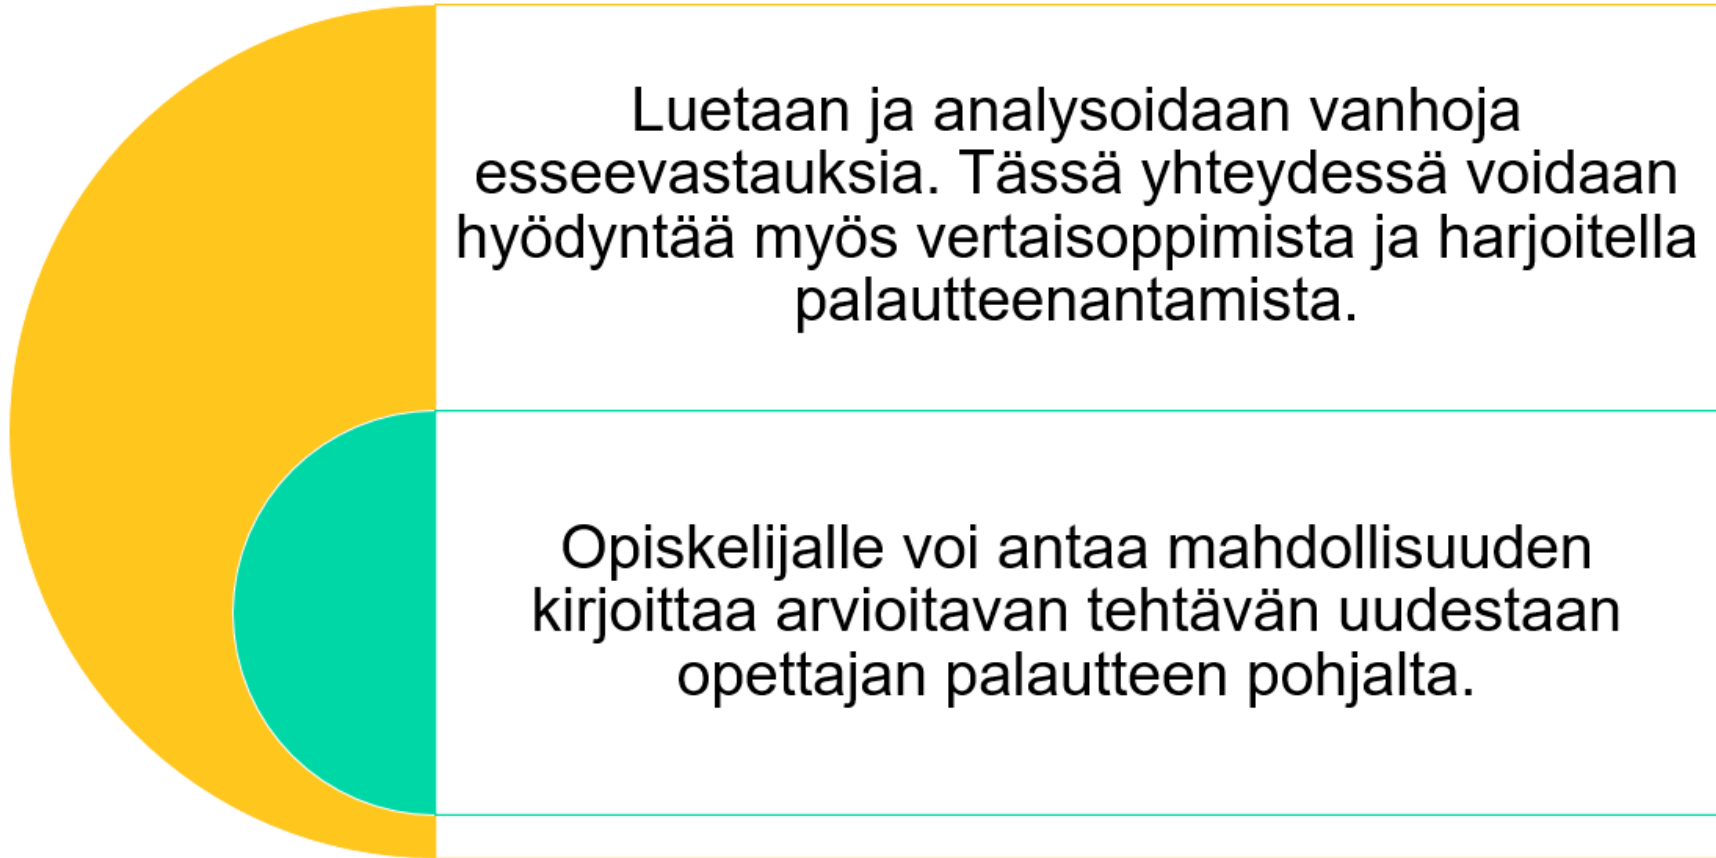 Luetaan ja analysoidaan vanhoja
esseevastauksia. Tässä yhteydessä voidaan
hyödyntää myös vertaisoppimista ja harjoitella
palautteenantamista.
Opiskelijalle voi antaa mahdollisuuden
kirjoittaa arvioitavan tehtävän uudestaan
opettajan palautteen pohjalta.